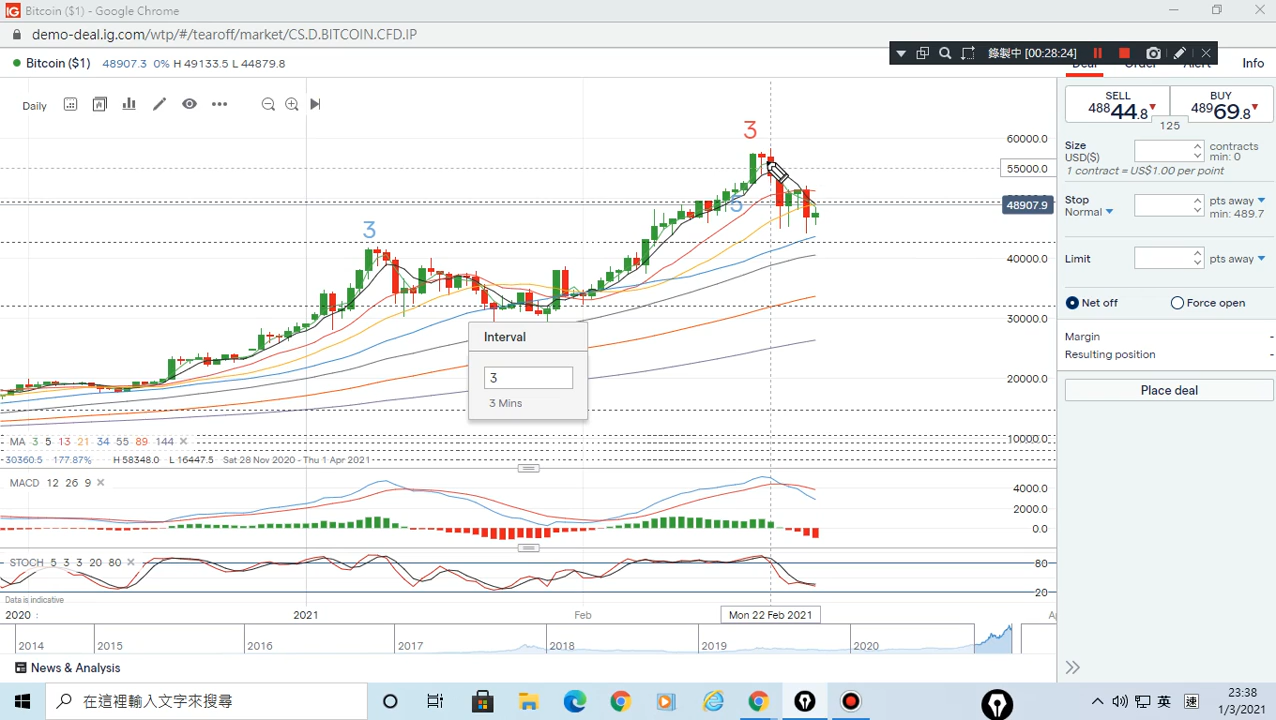 IG Bitcoin ($1) - Google Chrome
demo-deal.ig.com/wtp/#/tearoff/market/CS.D.BITCOIN.CFD.IP
錄製中 [00:28:24]
Bitcoin ($1) 48907.3 0% H 49133.5 L 44879.8
Deal Order Alert Info
Daily
SELL
48844.8
BUY
48969.8
125
Size
USD($)
contracts
min: 0
1 contract = US$1.00 per point
Stop
Normal
pts away
min: 489.7
Limit
pts away
Net off
Force open
Margin -
Resulting position -
Place deal
3
5
3
60000.0
55000.0
48907.9
40000.0
30000.0
20000.0
10000.0
Interval
3
3 Mins
MA 3 5 13 21 34 55 89 144
30360.5 177.87% H 58348.0 L 16447.5 Sat 28 Nov 2020 - Thu 1 Apr 2021
MACD 12 26 9
4000.0
2000.0
0.0
STOCH 5 3 3 20 80
80
20
Data is indicative
2020 2021 Feb Mon 22 Feb 2021
2014 2015 2016 2017 2018 2019 2020
News & Analysis
在這裡輸入文字來搜尋
英
23:38
1/3/2021